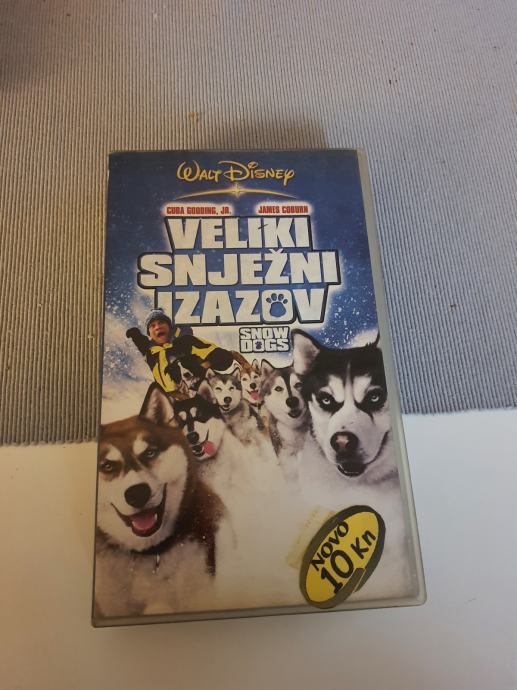 WALT DISNEY
CUBA GOODING, JR. JAMES COBURN
VELIKI
SNJEŽNI
IZAZOV
SNOW
DOGS
NOVO
10 Kn